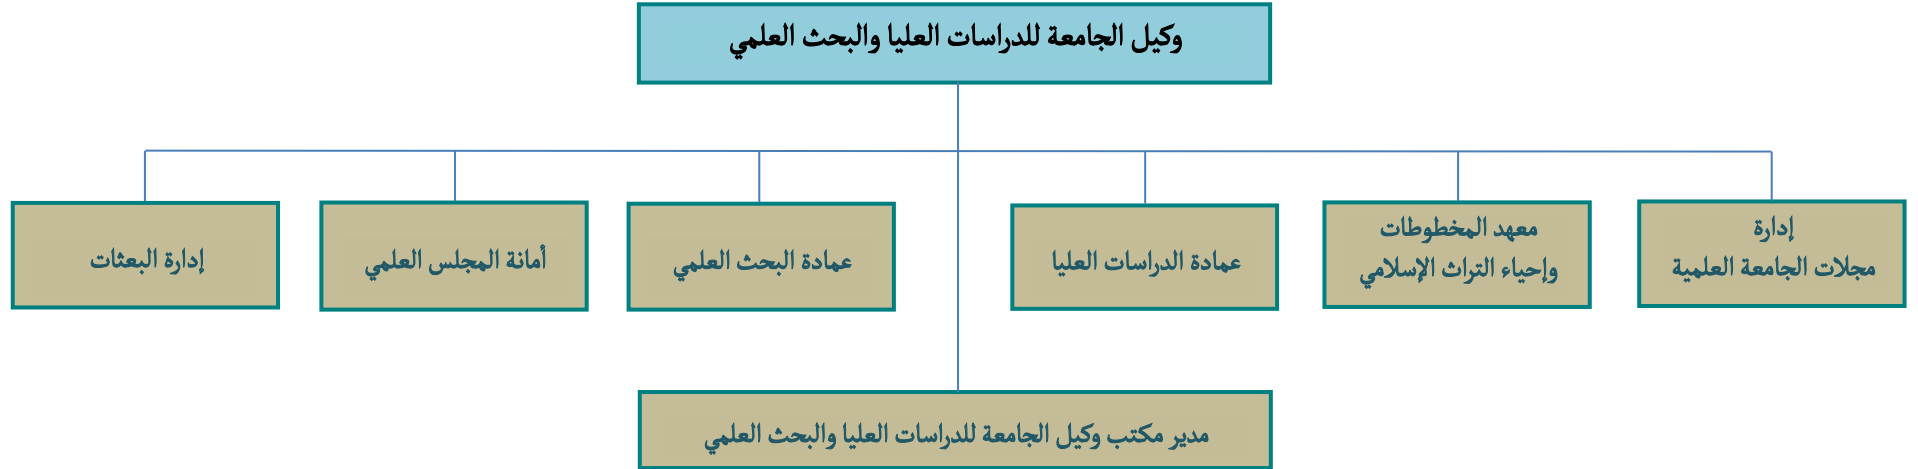 وكيل الجامعة للدراسات العليا والبحث العلمي
إدارة
مجلات الجامعة العلمية
معهد المخطوطات
وإحياء التراث الإسلامي
عمادة الدراسات العليا
عمادة البحث العلمي
أمانة المجلس العلمي
إدارة البعثات
مدير مكتب وكيل الجامعة للدراسات العليا والبحث العلمي